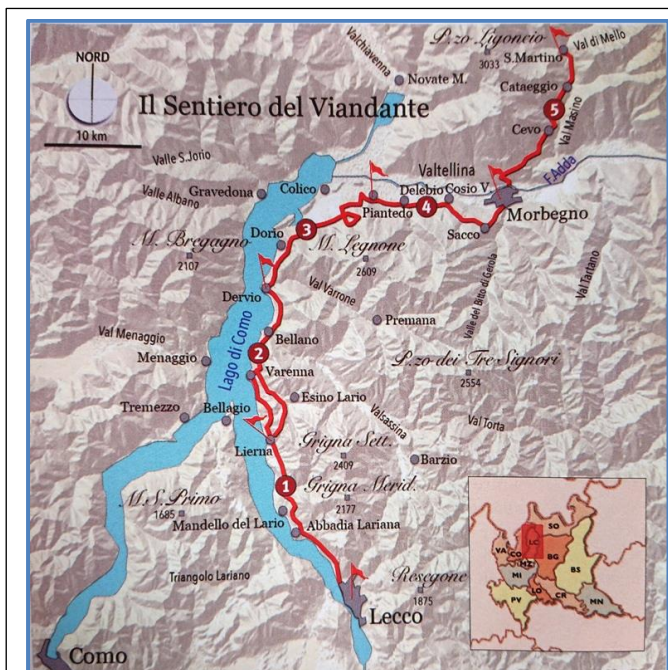 P.zo Ligoncio
3033
Val di Mello
S.Martino
NORD
Valchiavenna
Novate M.
Cataeggio
Il Sentiero del Viandante
5
Val Masino
Cevo
10 km
Valle S.Jorio
Valtellina
F.Adda
Valle Albano
Gravedona
Colico
Delebio
Cosio V.
Piantedo
4
Morbegno
3
Dorio
Sacco
M. Bregagno
2107
M. Legnone
2609
Val Tartano
Valle del Bitto di Gerola
Dervio
Val Varrone
Premana
Val Menaggio
Bellano
Lago di Como
2
Menaggio
Varenna
P.zo dei Tre Signori
2554
Esino Lario
Tremezzo
Bellagio
Valsassina
Val Torta
Lierna
Grigna Sett.
2409
Barzio
1
Grigna Merid.
2177
M.S. Primo
1685
Mandello del Lario
Abbadia Lariana
Triangolo Lariano
Resegone
1875
Lecco
Como
SO
LC
VA
CO
BG
MZ
BS
MI
LO
CR
PV
MN